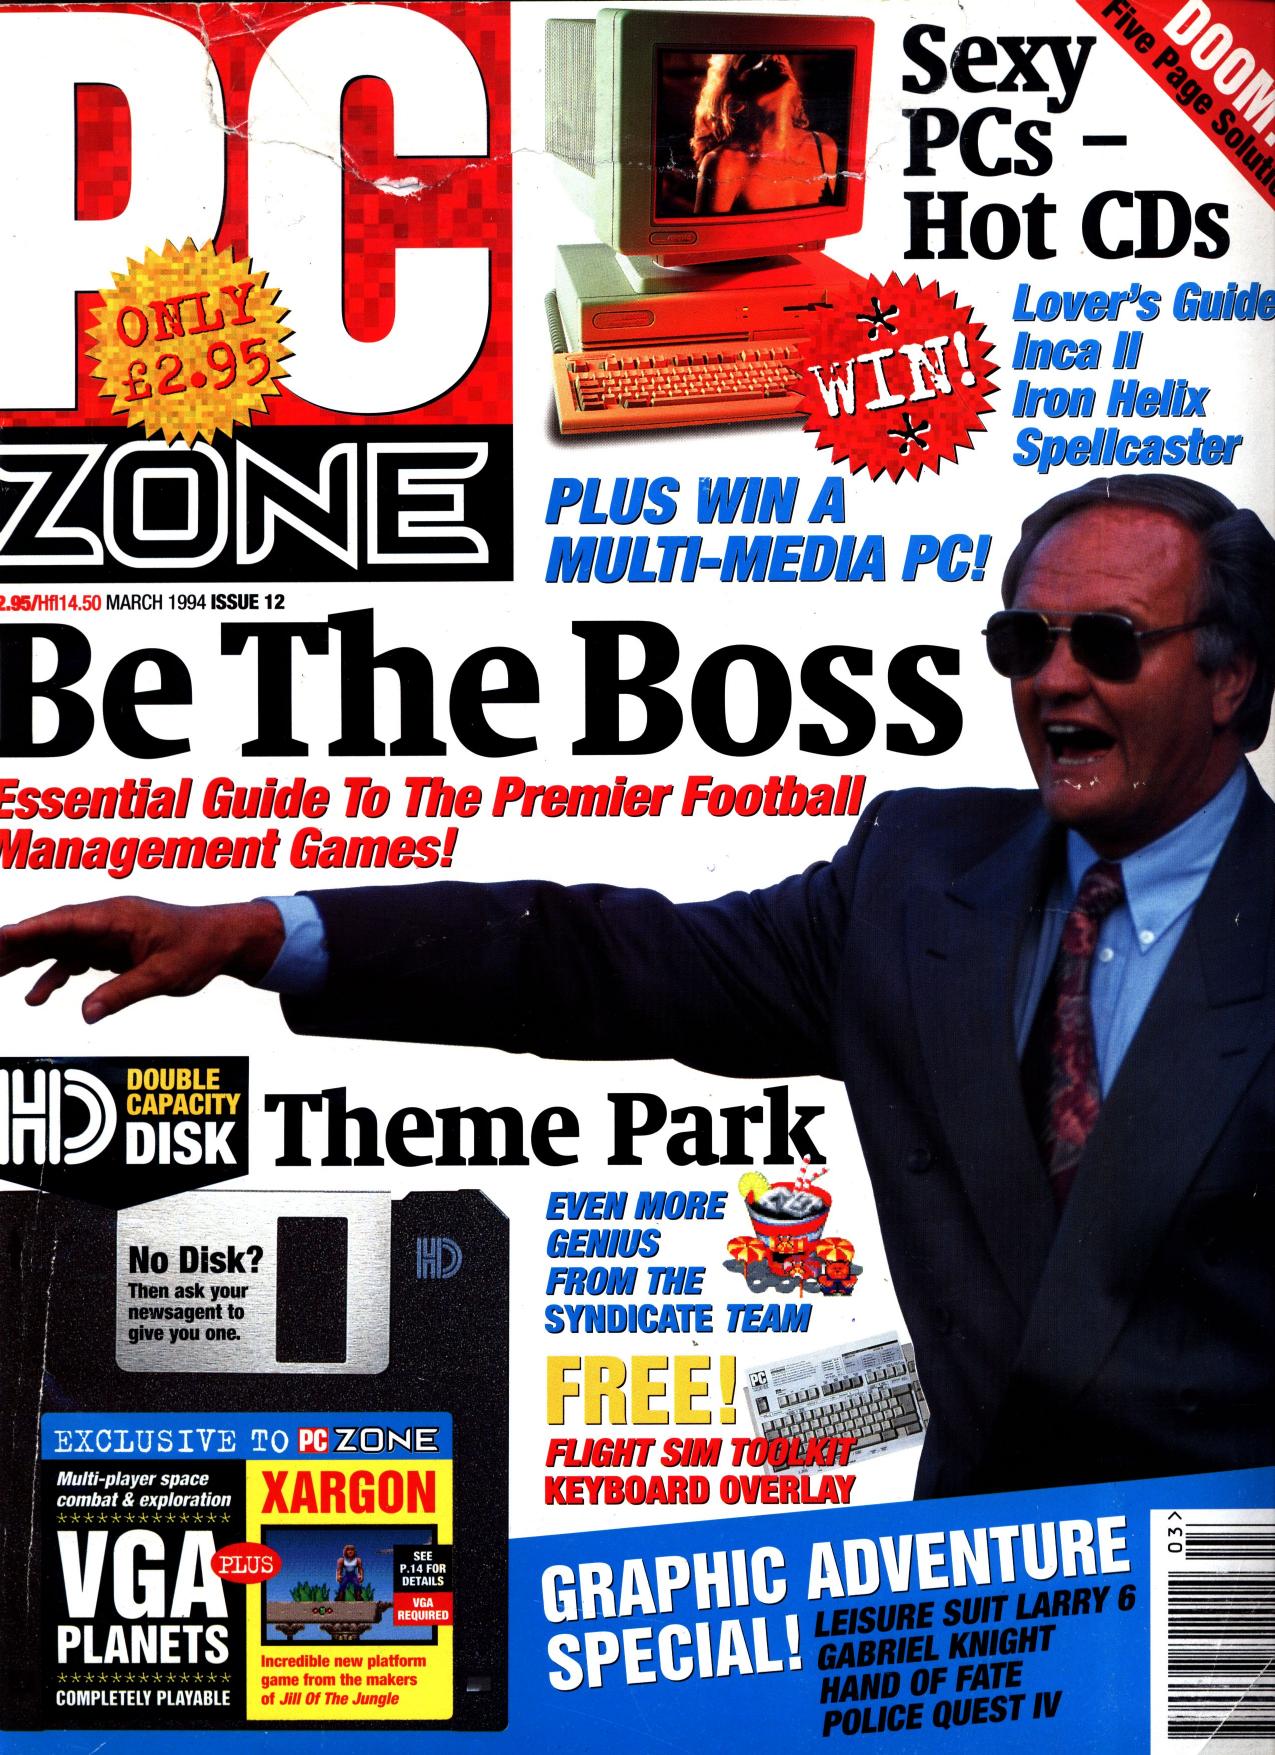 PC
ZONE
ONLY
£2.95
Sexy
PCs –
Hot CDs
DOOM
Five Page
Lover's Guide
Inca II
Iron Helix
Spellcaster
*
WIN!
*
PLUS WIN A
MULTI-MEDIA PC!
2.95/Hfl14.50 MARCH 1994 ISSUE 12
Be The Boss
Essential Guide To The Premier Football
Management Games!
HD
DOUBLE
CAPACITY
DISK
Theme Park
EVEN MORE
GENIUS
FROM THE
SYNDICATE TEAM
No Disk?
Then ask your
newsagent to
give you one.
HD
FREE!
PC
FLIGHT SIM TOOLKIT
KEYBOARD OVERLAY
EXCLUSIVE TO PC ZONE
Multi-player space
combat & exploration
*************
VGA
PLANETS
*************
COMPLETELY PLAYABLE
PLUS
XARGON
SEE
P.14 FOR
DETAILS
VGA
REQUIRED
Incredible new platform
game from the makers
of Jill Of The Jungle
GRAPHIC ADVENTURE
SPECIAL!
LEISURE SUIT LARRY 6
GABRIEL KNIGHT
HAND OF FATE
POLICE QUEST IV
03>